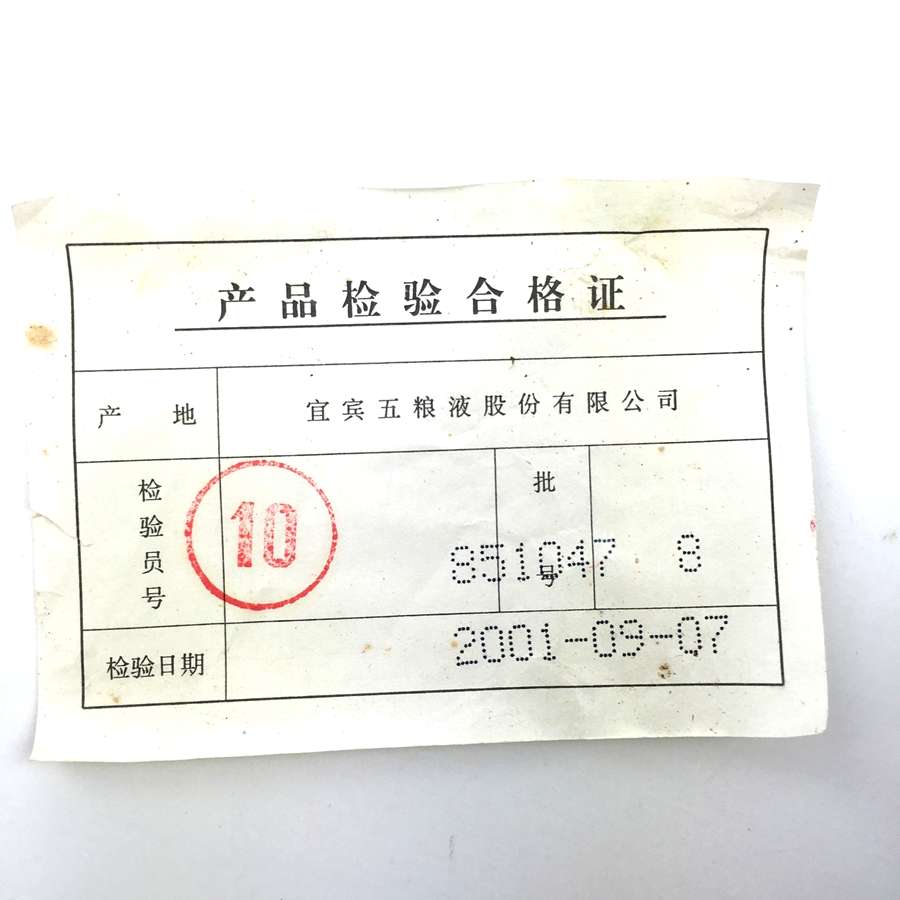 产品检验合格证
产地 宜宾五粮液股份有限公司
检验员号 10 批号 851047 8
检验日期 2001-09-07